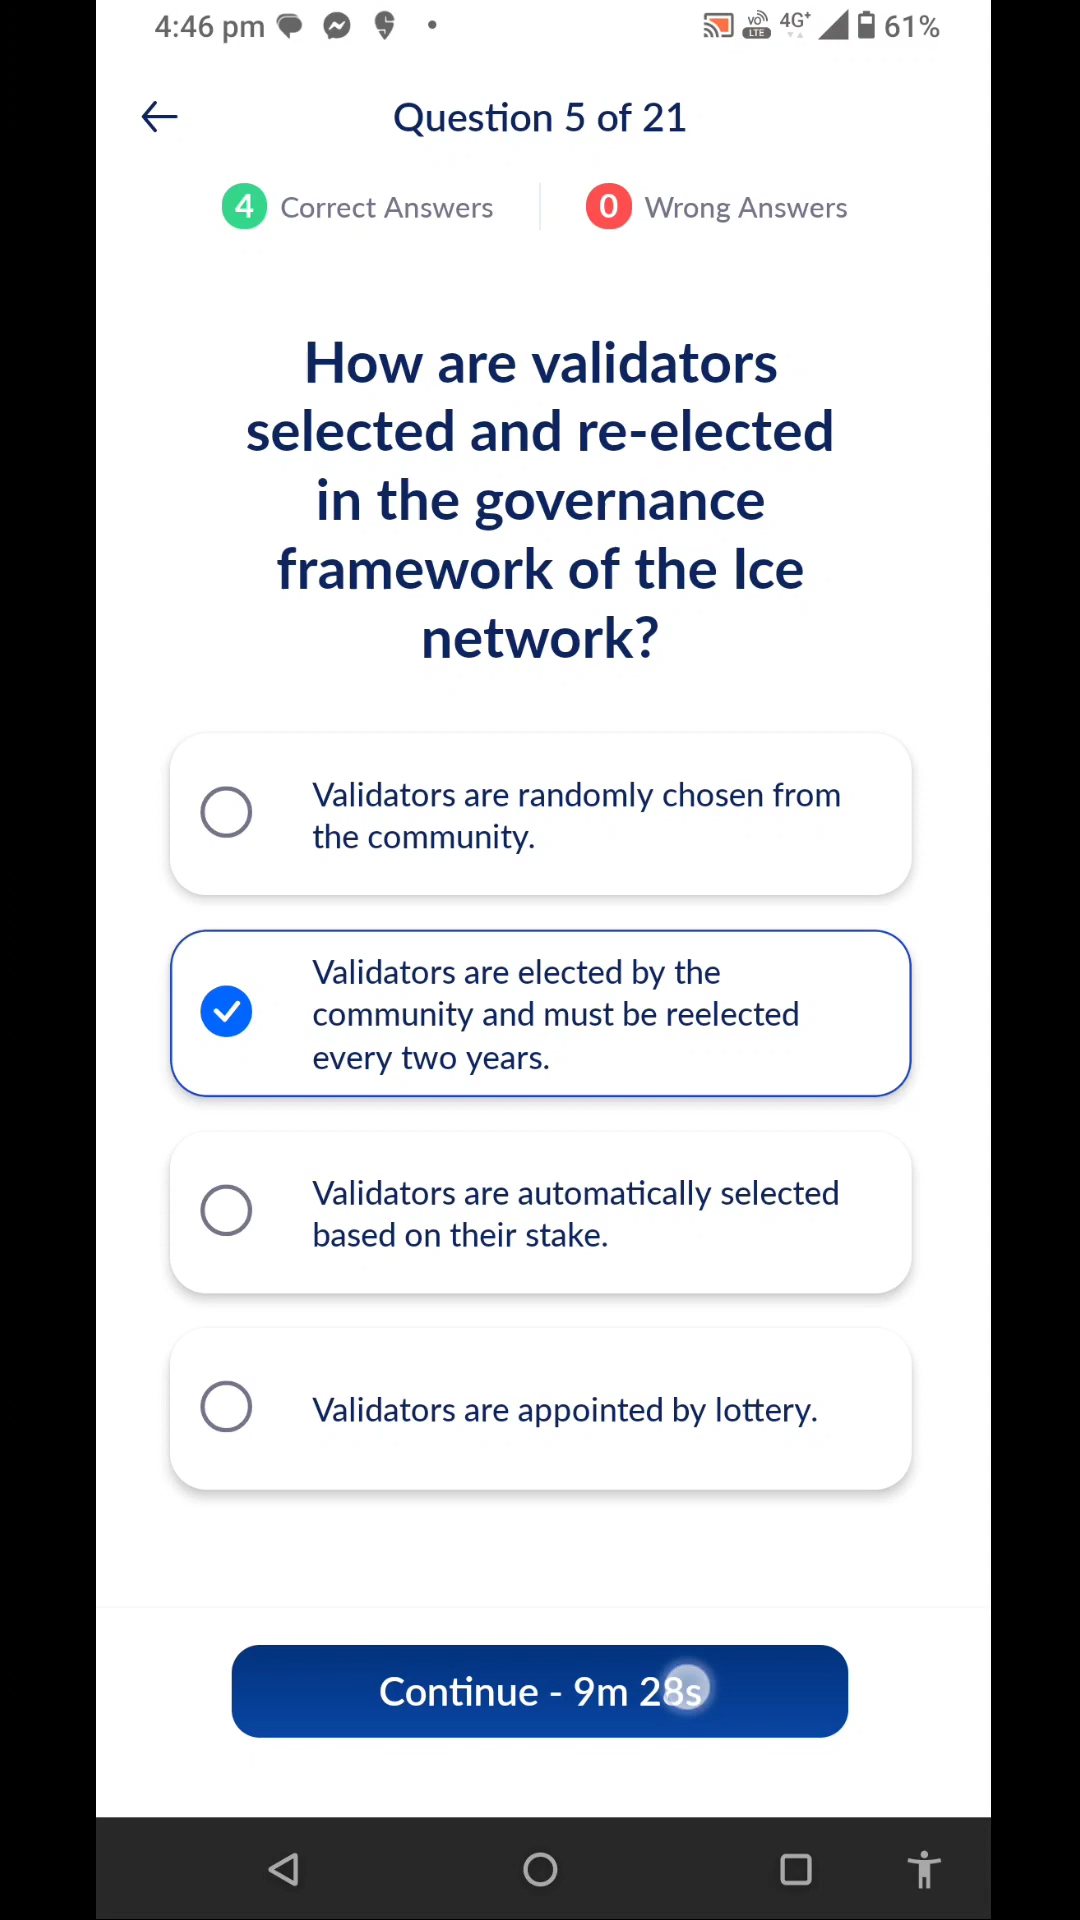 4:46 pm
VO LTE 4G+ 61%
Question 5 of 21
4 Correct Answers
0 Wrong Answers
How are validators
selected and re-elected
in the governance
framework of the Ice
network?
Validators are randomly chosen from
the community.
Validators are elected by the
community and must be reelected
every two years.
Validators are automatically selected
based on their stake.
Validators are appointed by lottery.
Continue - 9m 28s